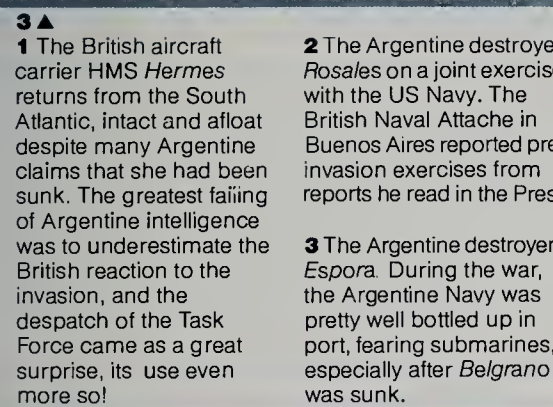 3▲
1 The British aircraft
carrier HMS Hermes
returns from the South
Atlantic, intact and afloat
despite many Argentine
claims that she had been
sunk. The greatest failing
of Argentine intelligence
was to underestimate the
British reaction to the
invasion, and the
despatch of the Task
Force came as a great
surprise, its use even
more so!
2 The Argentine destroye
Rosales on a joint exercis
with the US Navy. The
British Naval Attache in
Buenos Aires reported pre
invasion exercises from
reports he read in the Pres
3 The Argentine destroyer
Espora. During the war,
the Argentine Navy was
pretty well bottled up in
port, fearing submarines,
especially after Belgrano
was sunk.